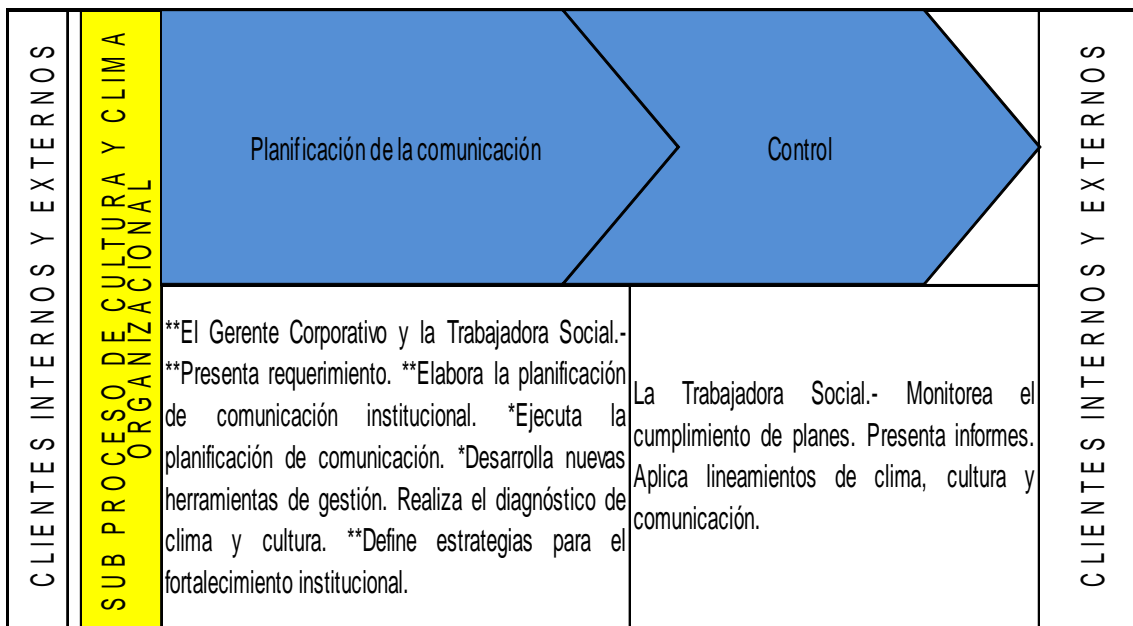 CLIENTES INTERNOS Y EXTERNOS
SUB PROCESO DE CULTURA Y CLIMA
ORGANIZACIONAL
Planificación de la comunicación
Control
**El Gerente Corporativo y la Trabajadora Social.-
**Presenta requerimiento. **Elabora la planificación
de comunicación institucional. *Ejecuta la
planificación de comunicación. *Desarrolla nuevas
herramientas de gestión. Realiza el diagnóstico de
clima y cultura. **Define estrategias para el
fortalecimiento institucional.
La Trabajadora Social.- Monitorea el
cumplimiento de planes. Presenta informes.
Aplica lineamientos de clima, cultura y
comunicación.
CLIENTES INTERNOS Y EXTERNOS